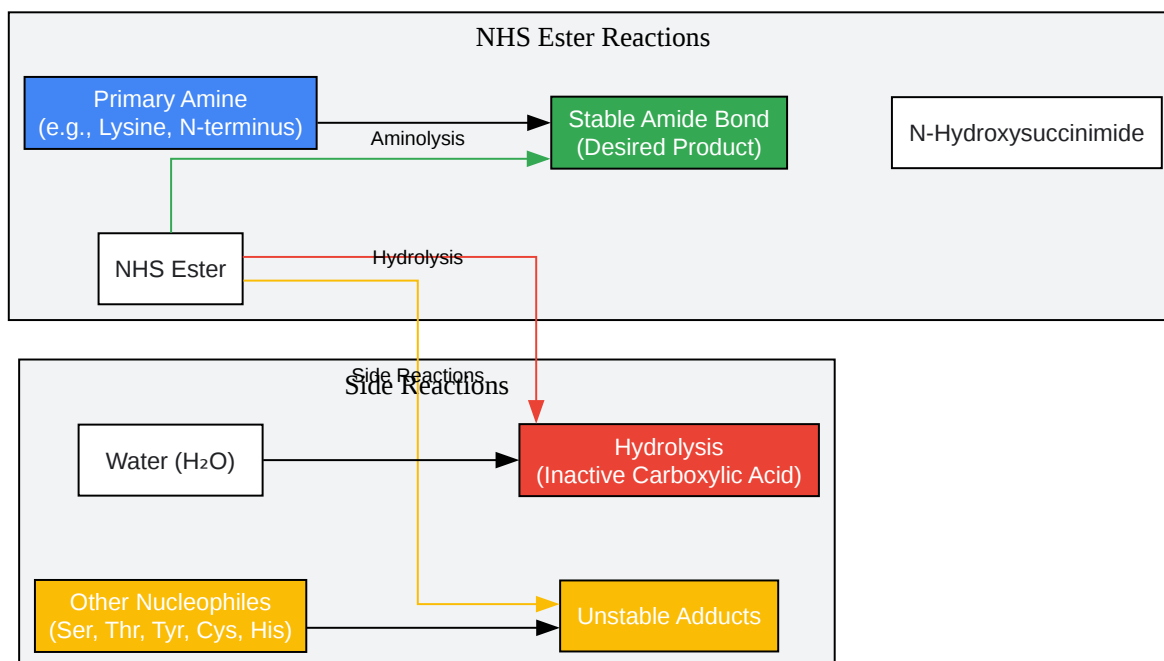 NHS Ester Reactions
Primary Amine
(e.g., Lysine, N-terminus)
Aminolysis
Stable Amide Bond
(Desired Product)
N-Hydroxysuccinimide
NHS Ester
Hydrolysis
Side Reactions
Side Reactions
Water (H₂O)
Hydrolysis
(Inactive Carboxylic Acid)
Other Nucleophiles
(Ser, Thr, Tyr, Cys, His)
Unstable Adducts